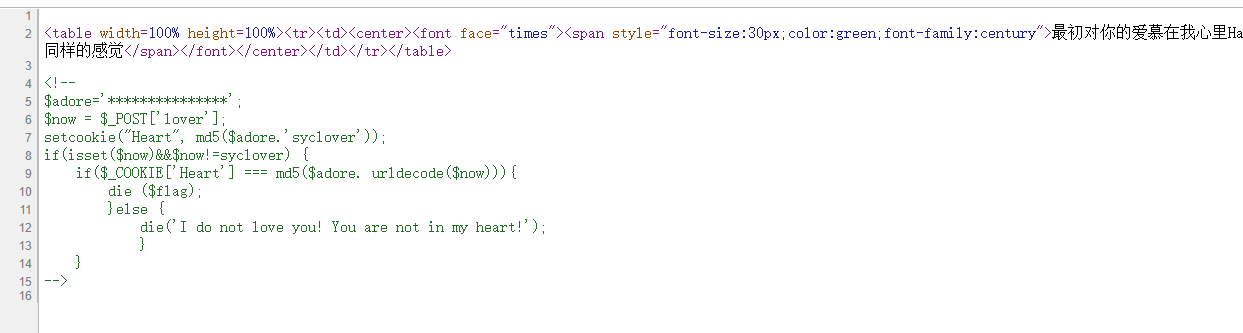 1
2 <table width=100% height=100%><tr><td><center><font face="times"><span style="font-size:30px;color:green;font-family:century">最初对你的爱慕在我心里Ha
同样的感觉</span></font></center></td></tr></table>
3
4 <!--
5 $adore='***************';
6 $now = $_POST['lover'];
7 setcookie("Heart", md5($adore.'syclover'));
8 if(isset($now)&&$now!=syclover) {
9     if($_COOKIE['Heart'] === md5($adore. urldecode($now))){
10         die ($flag);
11         }else {
12             die('I do not love you! You are not in my heart!');
13             }
14     }
15 -->
16